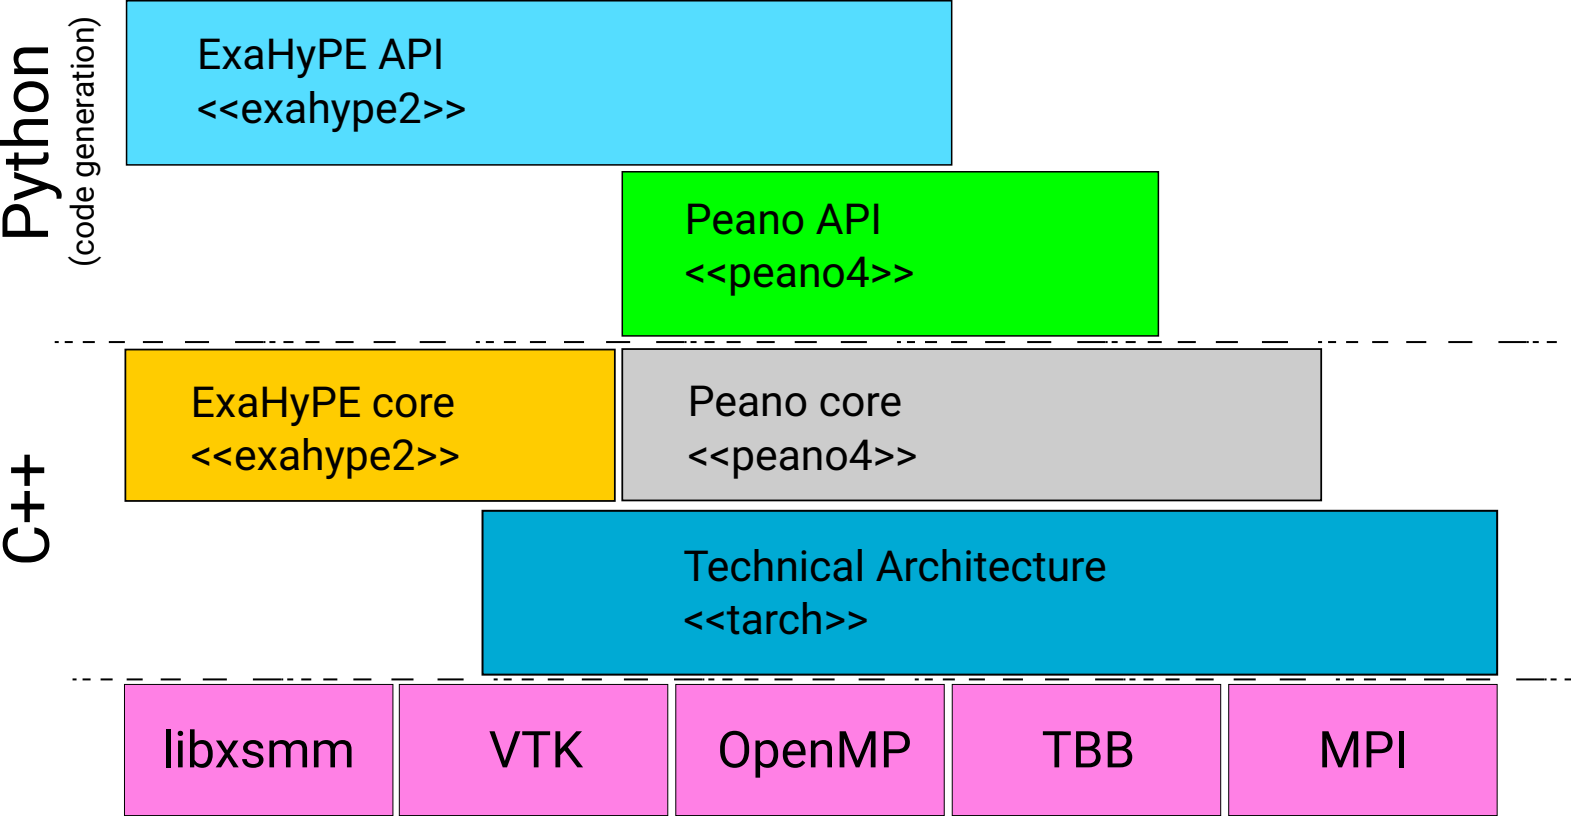 Python
(code generation)
ExaHyPE API
<<exahype2>>
Peano API
<<peano4>>
C++
ExaHyPE core
<<exahype2>>
Peano core
<<peano4>>
Technical Architecture
<<tarch>>
libxsmm
VTK
OpenMP
TBB
MPI